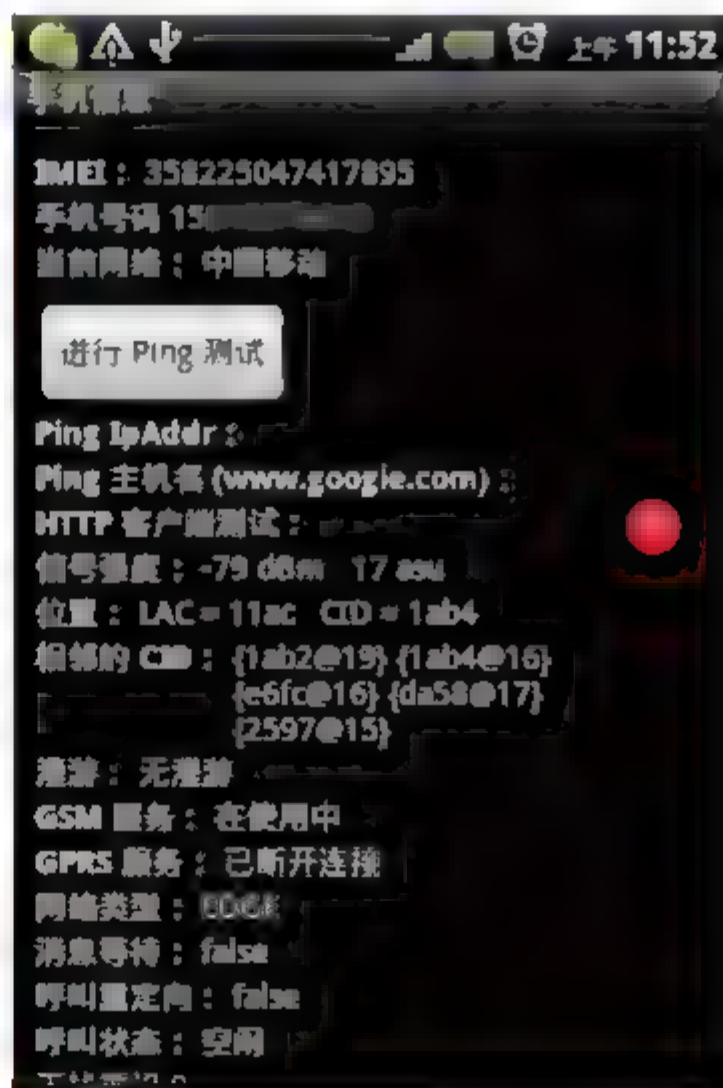 上午 11:52
手机信息
IMEI： 358225047417895
手机号码 15
当前网络： 中国移动
进行 Ping 测试
Ping IpAddr：
Ping 主机名 (www.google.com)：
HTTP 客户端测试：
信号强度： -79 dBm 17 asu
位置： LAC = 11ac CID = 1ab4
相邻的 CID： {1ab2@19} {1ab4@16}
{e6fc@16} {da58@17}
{2597@15}
漫游： 无漫游
GSM 服务： 在使用中
GPRS 服务： 已断开连接
网络类型： EDGE
消息等待： false
呼叫重定向： false
呼叫状态： 空闲